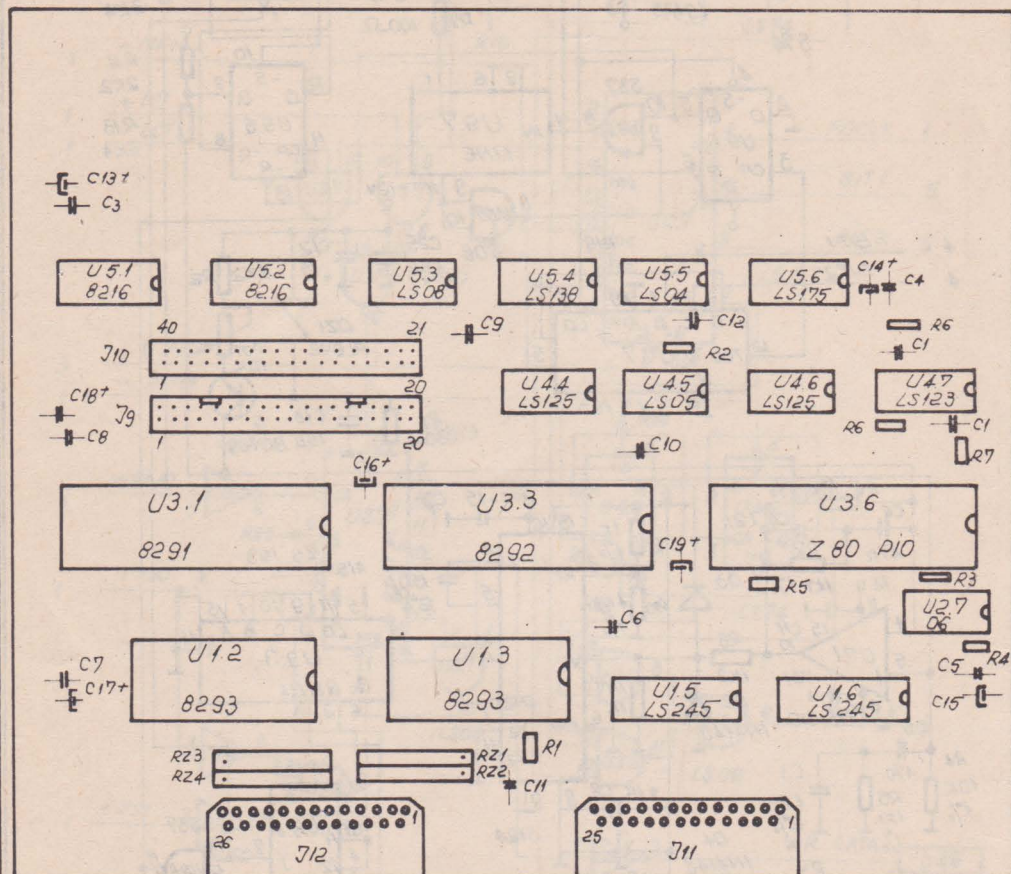 C13+
C3
U5.1
8216
U5.2
8216
U5.3
LS08
U5.4
LS138
U5.5
LS04
U5.6
LS175
C14+
C4
40
21
J10
1
20
C9
C12
R2
R6
C1
C18+
C8
J9
1
20
U4.4
LS125
U4.5
LS05
U4.6
LS125
U4.7
LS123
R6
C1
R7
C10
C16+
U3.1
8291
U3.3
8292
U3.6
Z80 PIO
C19+
R5
R3
U2.7
06
C6
R4
C5
C15
C7
C17+
U1.2
8293
U1.3
8293
U1.5
LS245
U1.6
LS245
RZ3
RZ4
RZ1
RZ2
R1
C11
26
1
J12
25
1
J11